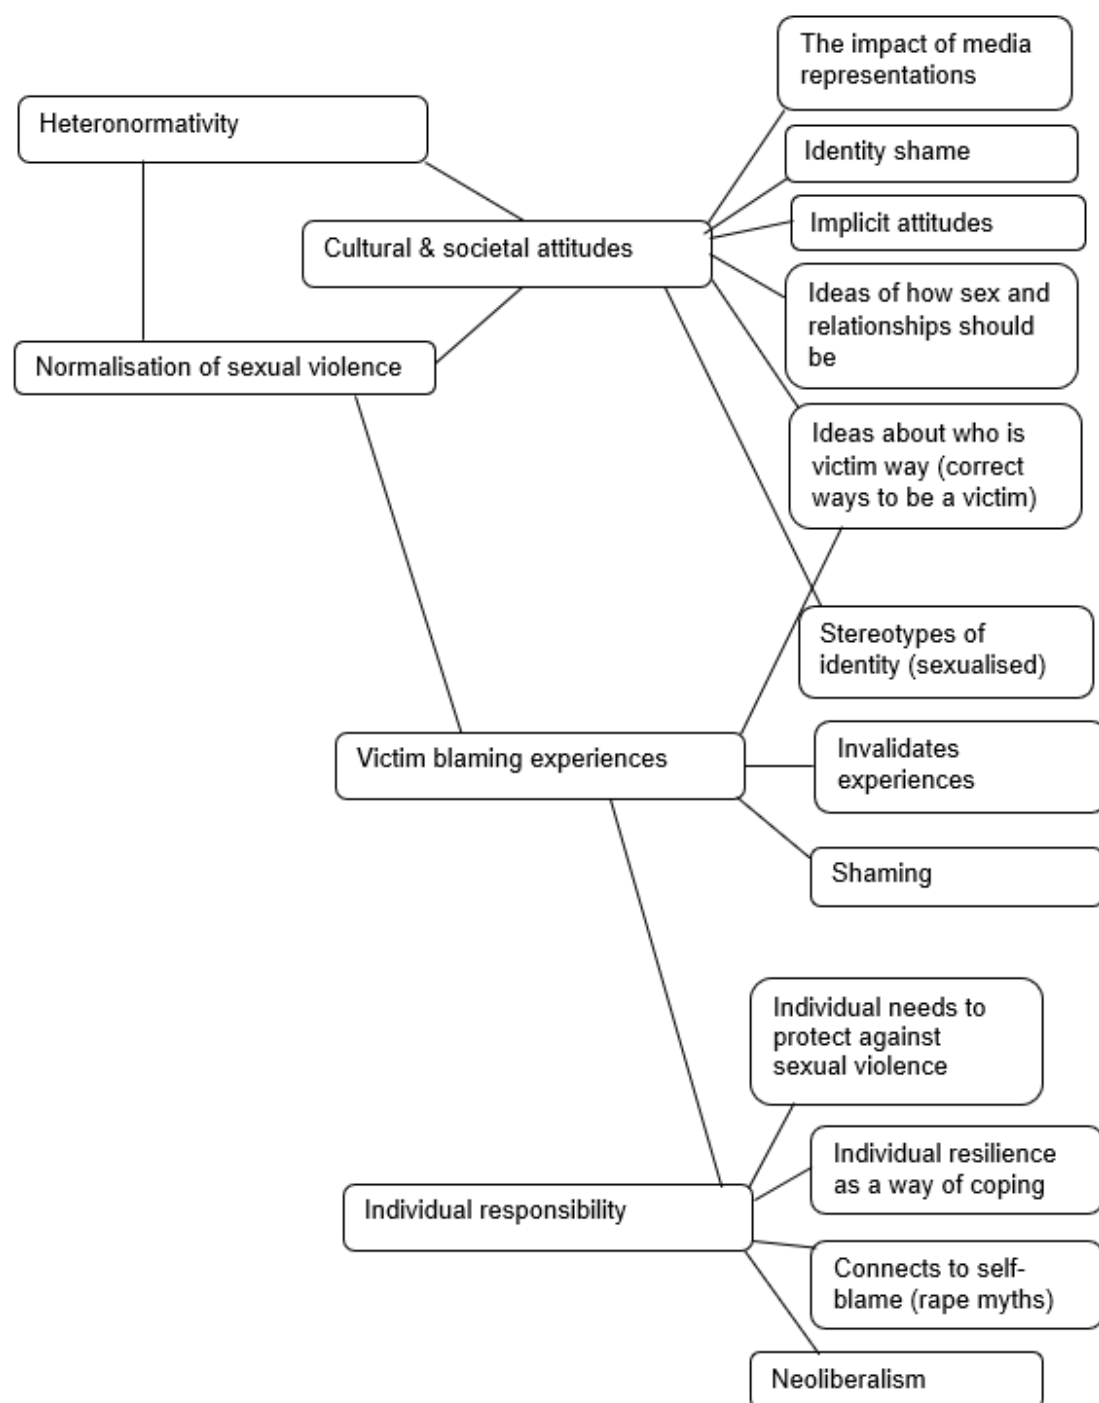 The impact of media
representations
Heteronormativity
Identity shame
Implicit attitudes
Cultural & societal attitudes
Ideas of how sex and
relationships should
be
Normalisation of sexual violence
Ideas about who is
victim way (correct
ways to be a victim)
Stereotypes of
identity (sexualised)
Victim blaming experiences
Invalidates
experiences
Shaming
Individual needs to
protect against
sexual violence
Individual resilience
as a way of coping
Individual responsibility
Connects to self-
blame (rape myths)
Neoliberalism